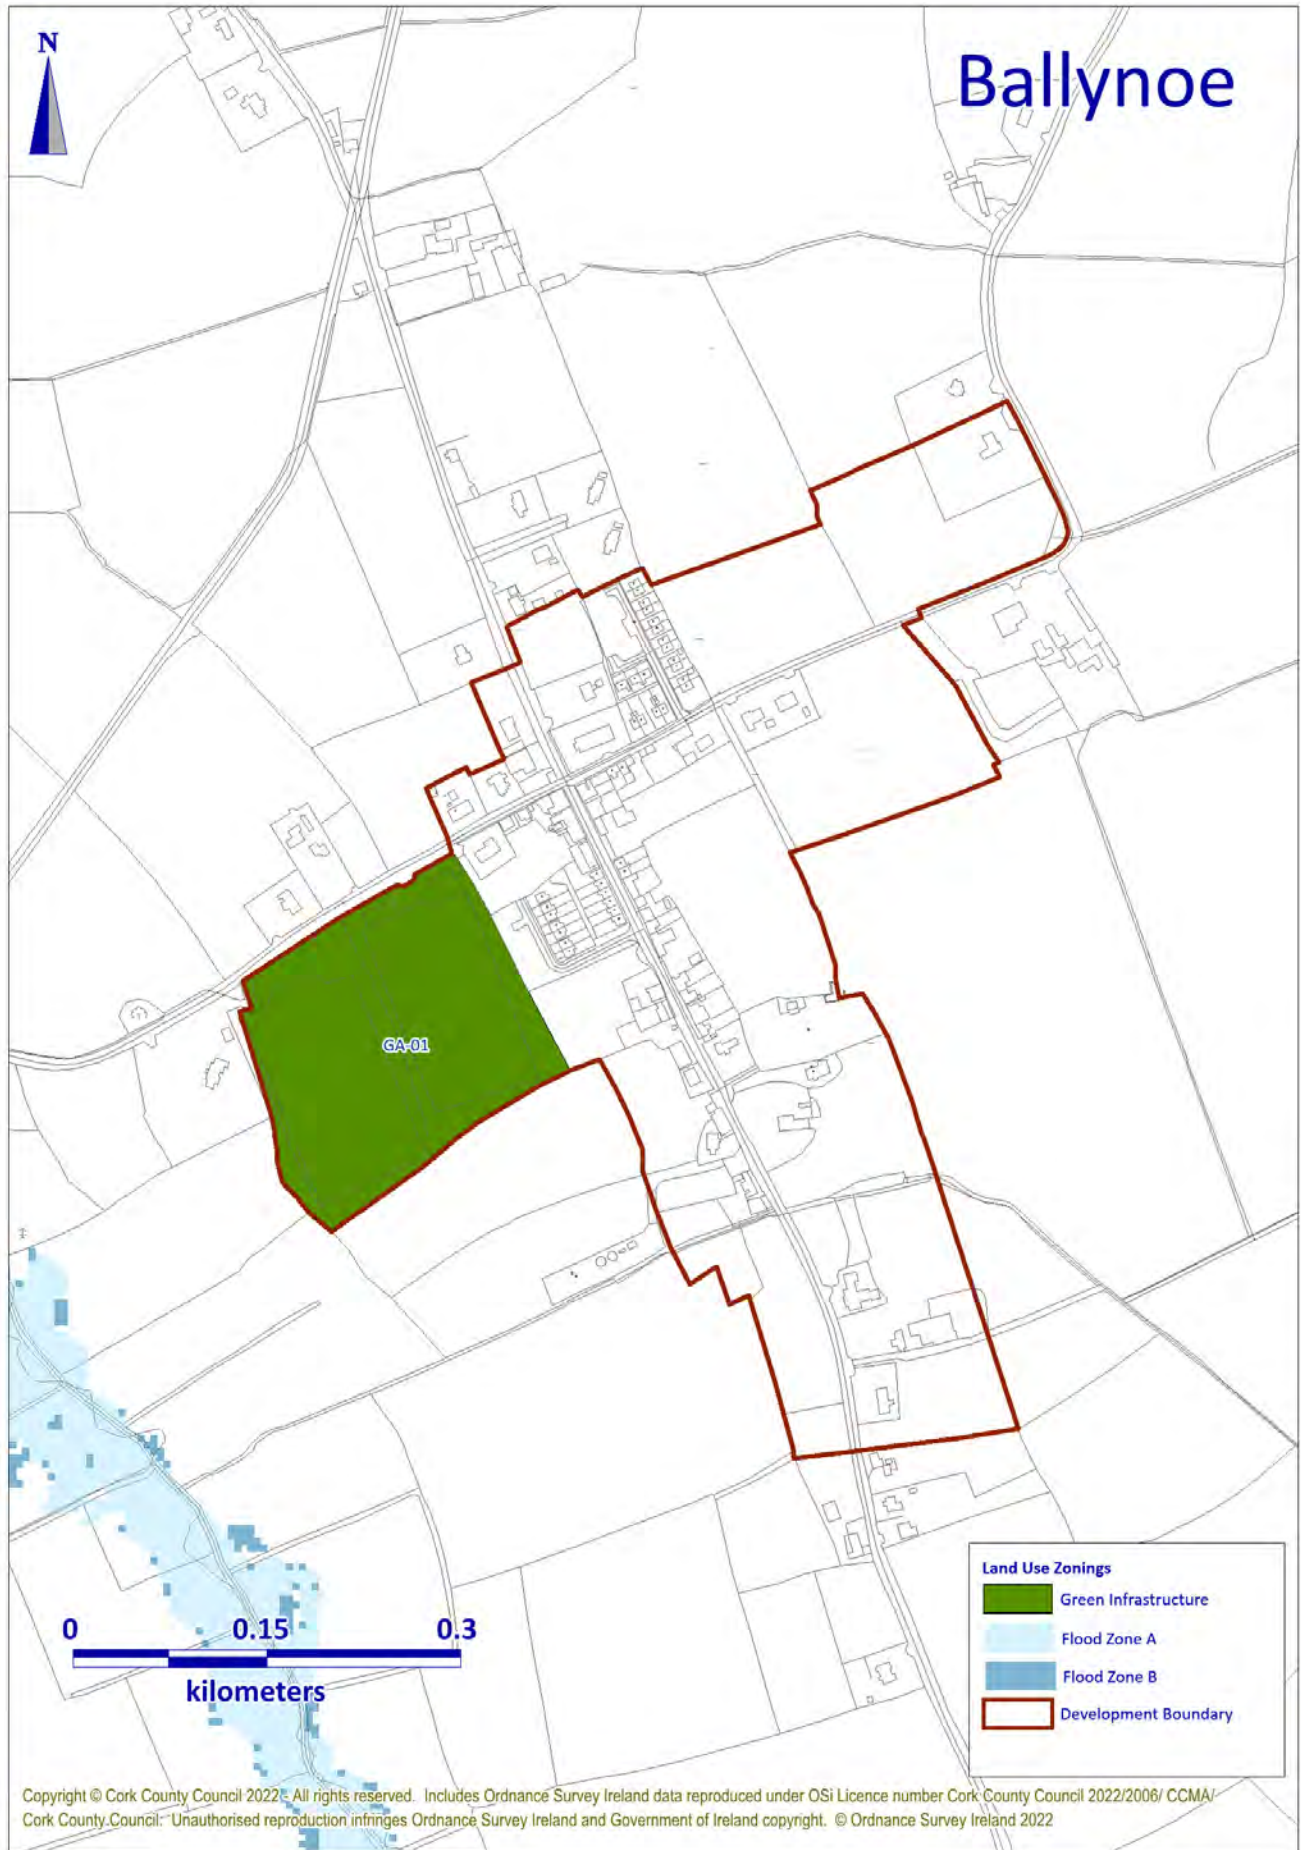 N
Ballynoe
GA-01
0 0.15 0.3
kilometers
Land Use Zonings
Green Infrastructure
Flood Zone A
Flood Zone B
Development Boundary
Copyright © Cork County Council 2022 - All rights reserved. Includes Ordnance Survey Ireland data reproduced under OSi Licence number Cork County Council 2022/2006/ CCMA/
Cork County Council. Unauthorised reproduction infringes Ordnance Survey Ireland and Government of Ireland copyright. © Ordnance Survey Ireland 2022